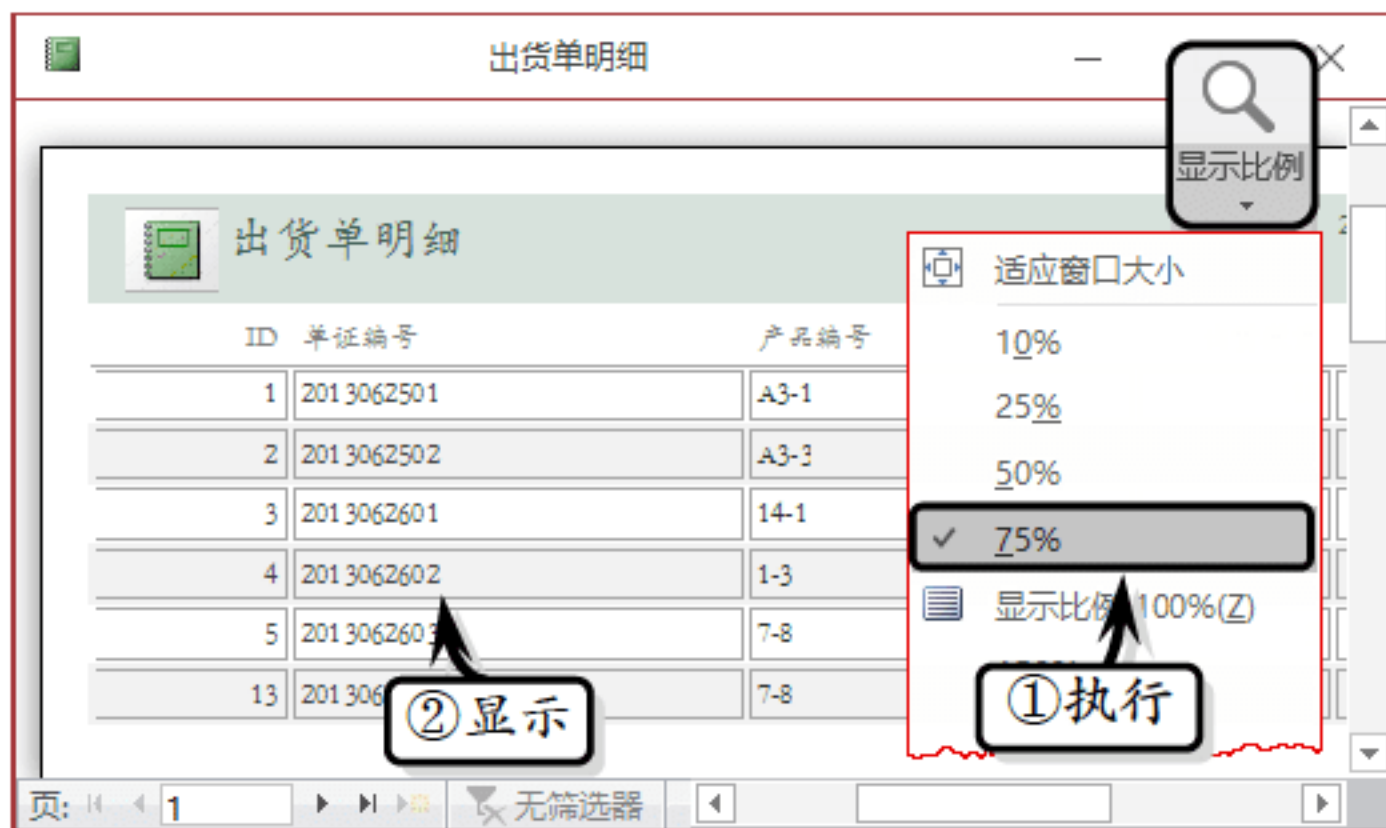 出货单明细
显示比例
出货单明细
适应窗口大小
ID 单证编号 产品编号
10%
1 2013062501 A3-1
25%
2 2013062502 A3-3
50%
3 2013062601 14-1
75%
4 2013062602 1-3
显示比例 100%(Z)
5 2013062603 7-8
13 201306 7-8
①执行
②显示
页: 1 无筛选器